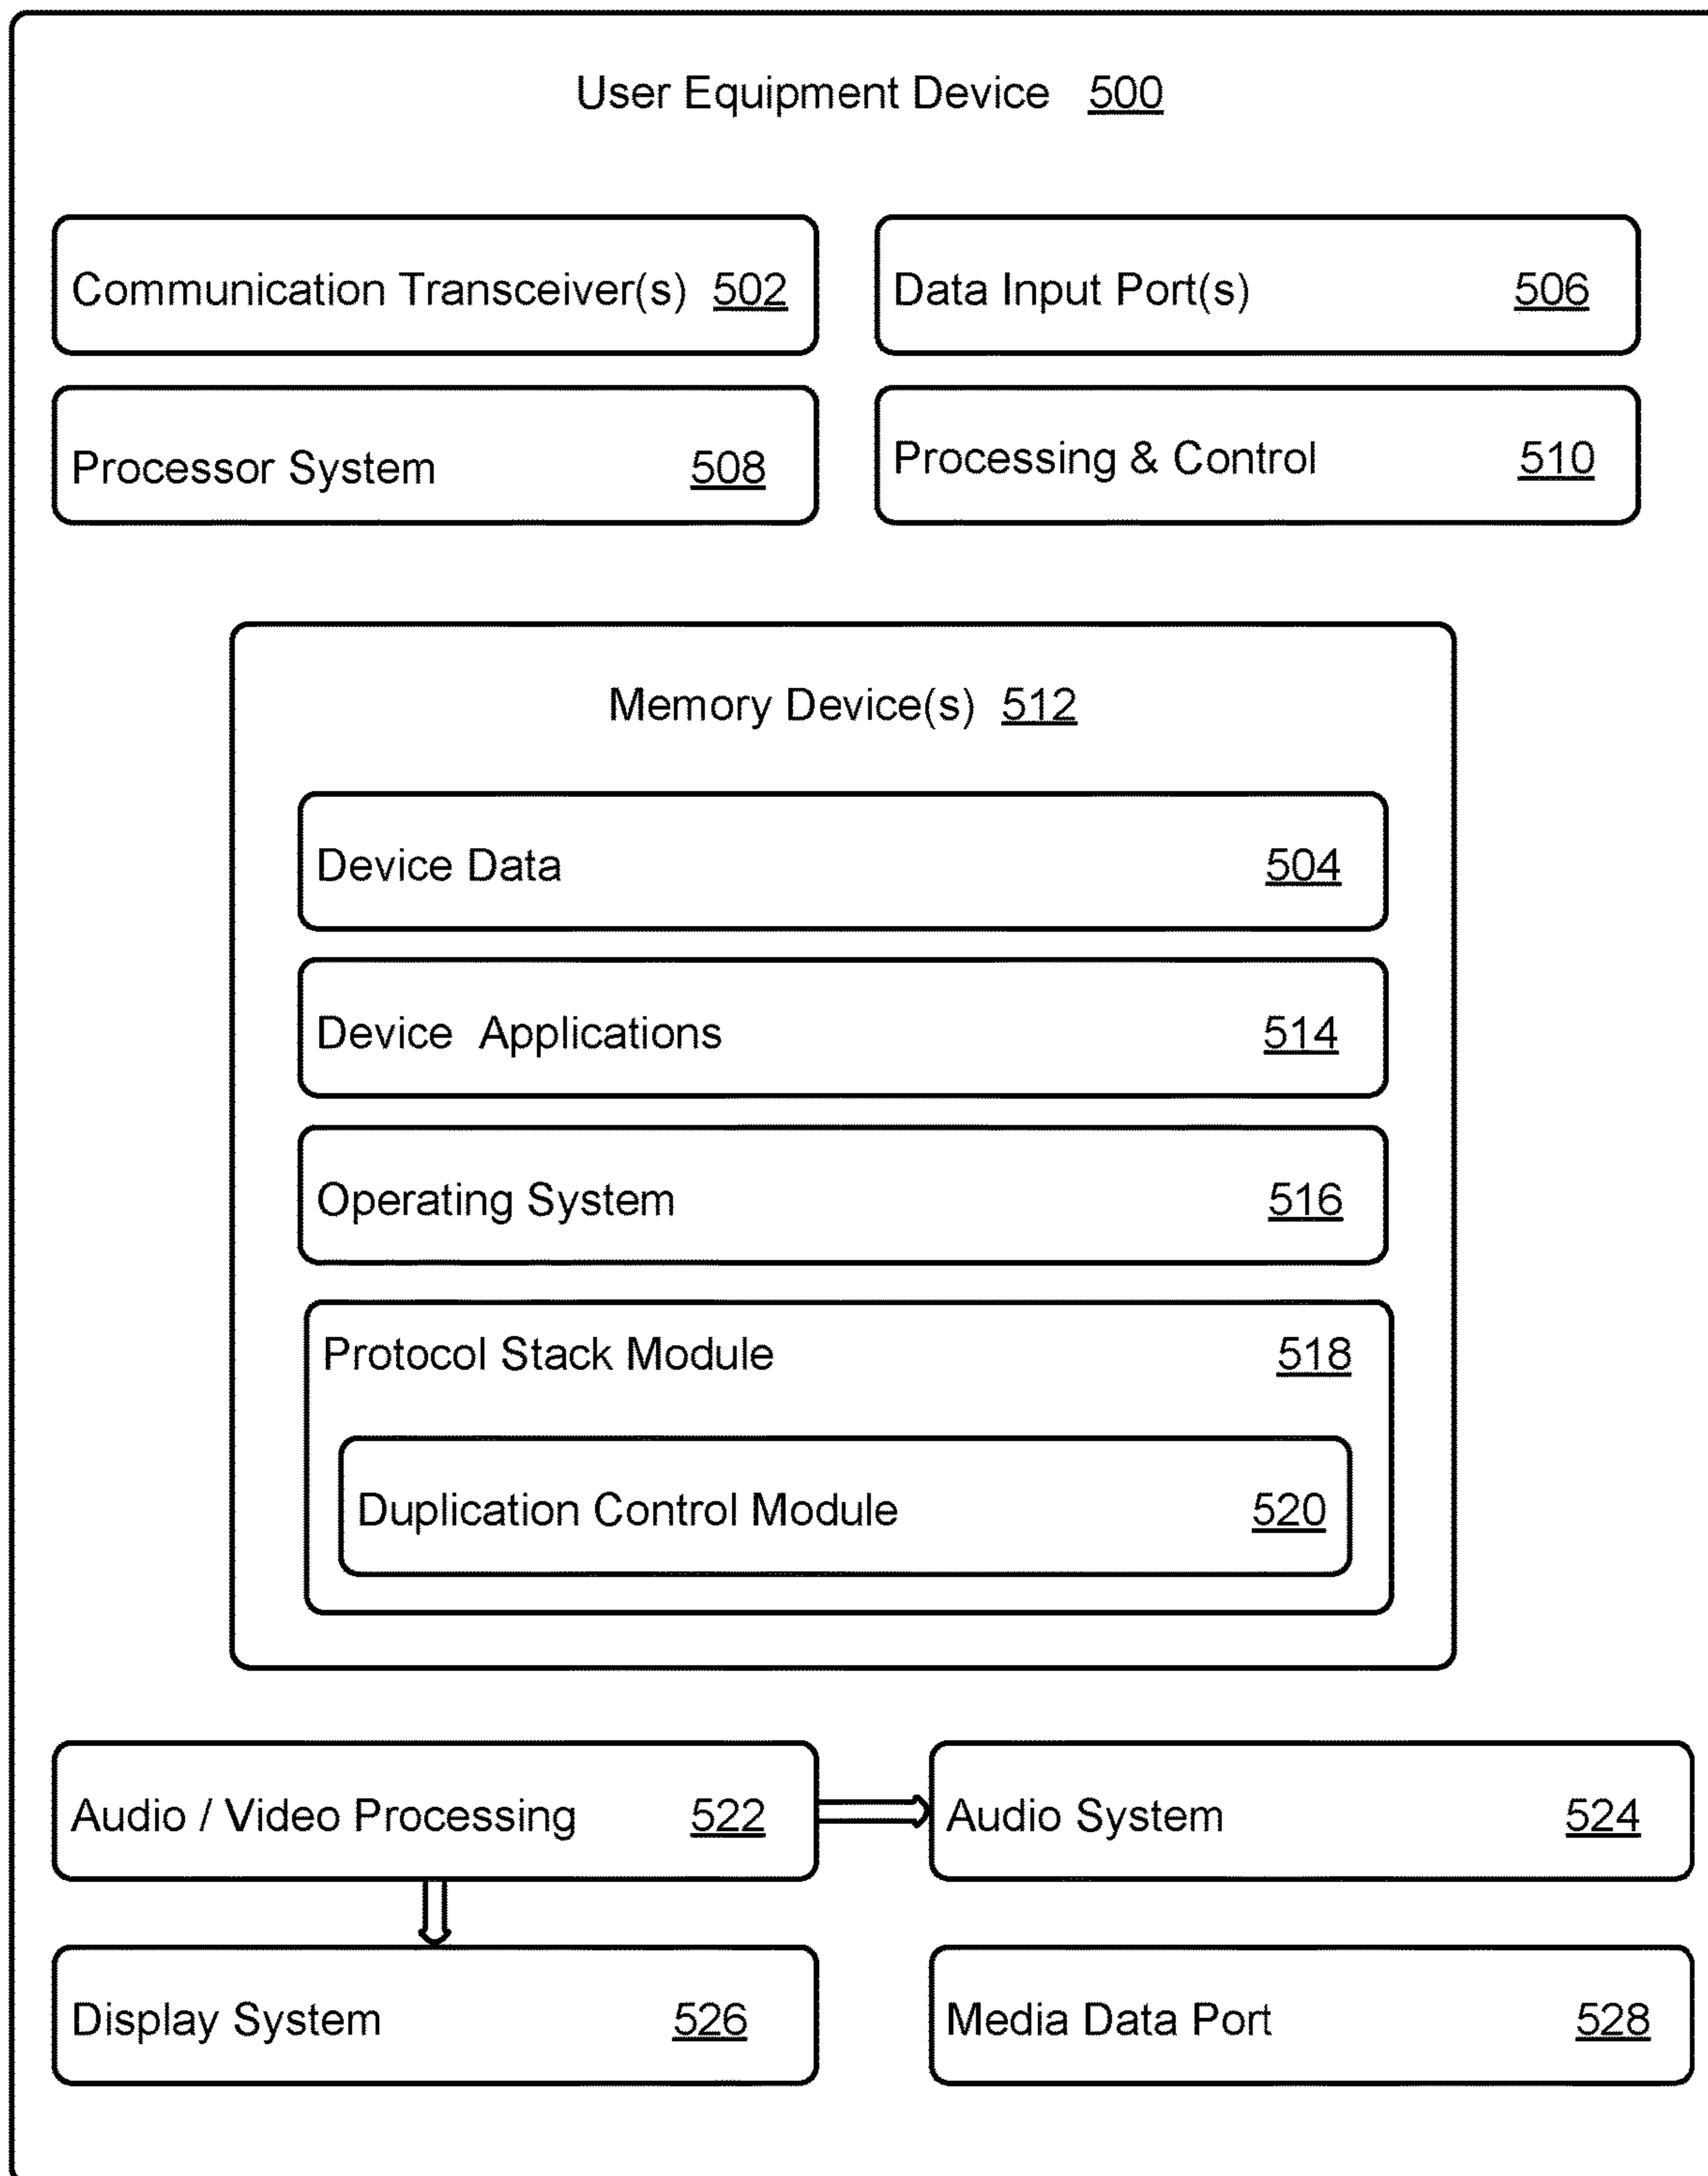 User Equipment Device 500
Communication Transceiver(s) 502
Data Input Port(s) 506
Processor System 508
Processing & Control 510
Memory Device(s) 512
Device Data 504
Device Applications 514
Operating System 516
Protocol Stack Module 518
Duplication Control Module 520
Audio / Video Processing 522
Audio System 524
Display System 526
Media Data Port 528